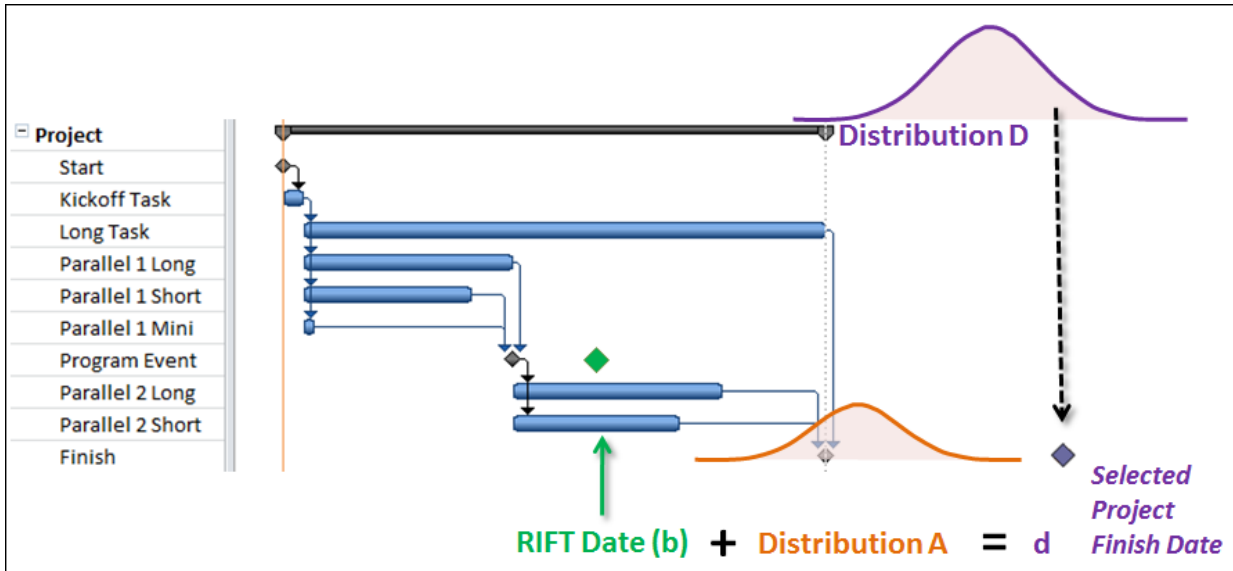 Project
Distribution D
Start
Kickoff Task
Long Task
Parallel 1 Long
Parallel 1 Short
Parallel 1 Mini
Program Event
Parallel 2 Long
Parallel 2 Short
Finish
Selected
Project
Finish Date
RIFT Date (b) + Distribution A = d